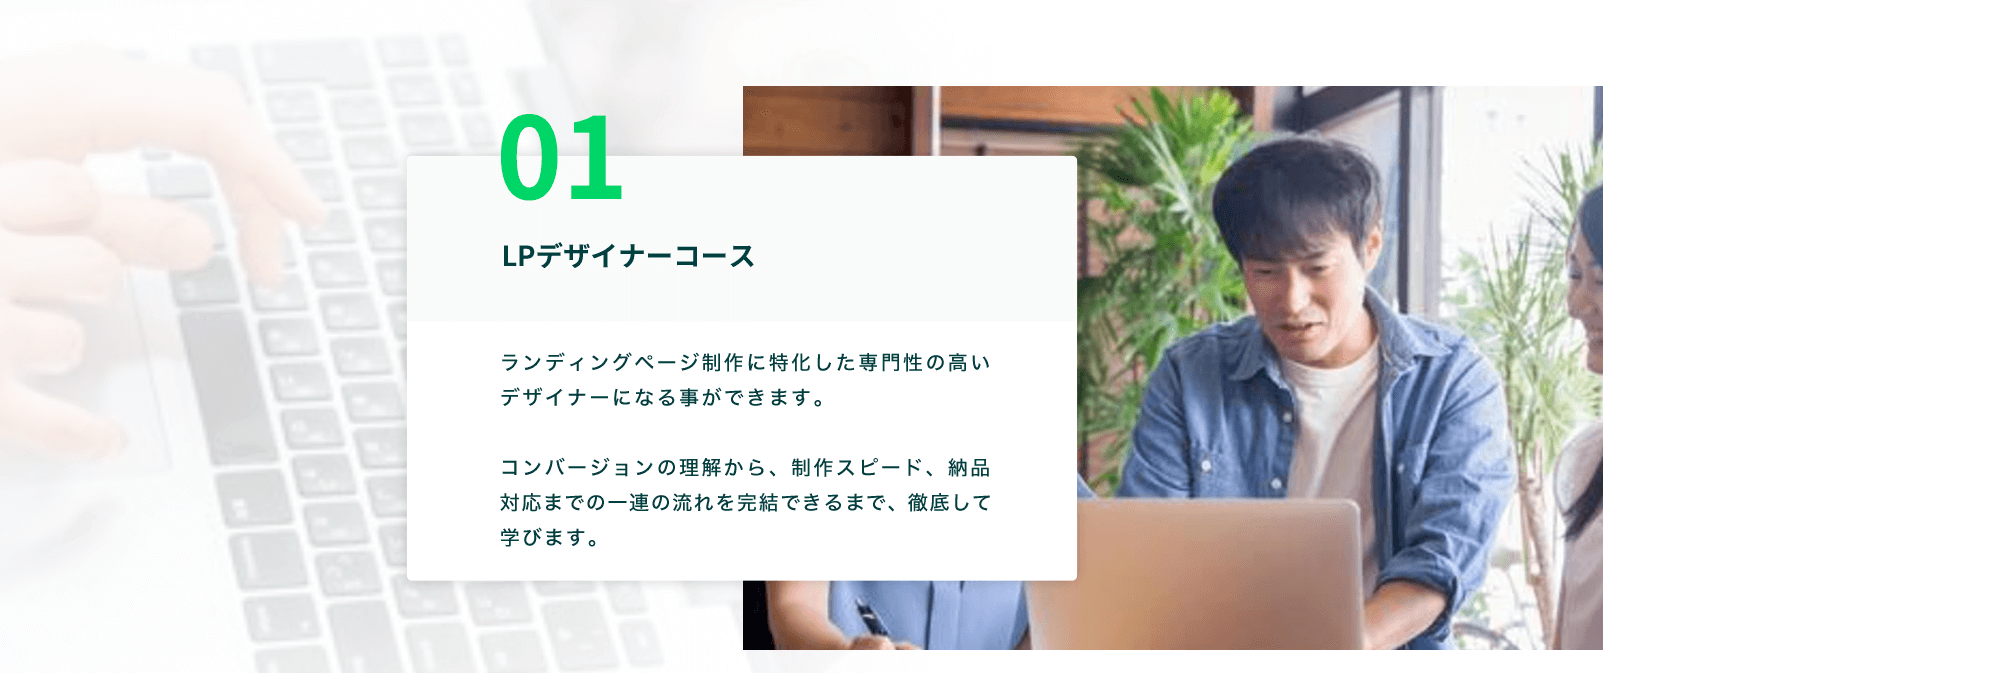 01
LPデザイナーコース
ランディングページ制作に特化した専門性の高い
デザイナーになる事ができます。
コンバージョンの理解から、制作スピード、納品
対応までの一連の流れを完結できるまで、徹底して
学びます。